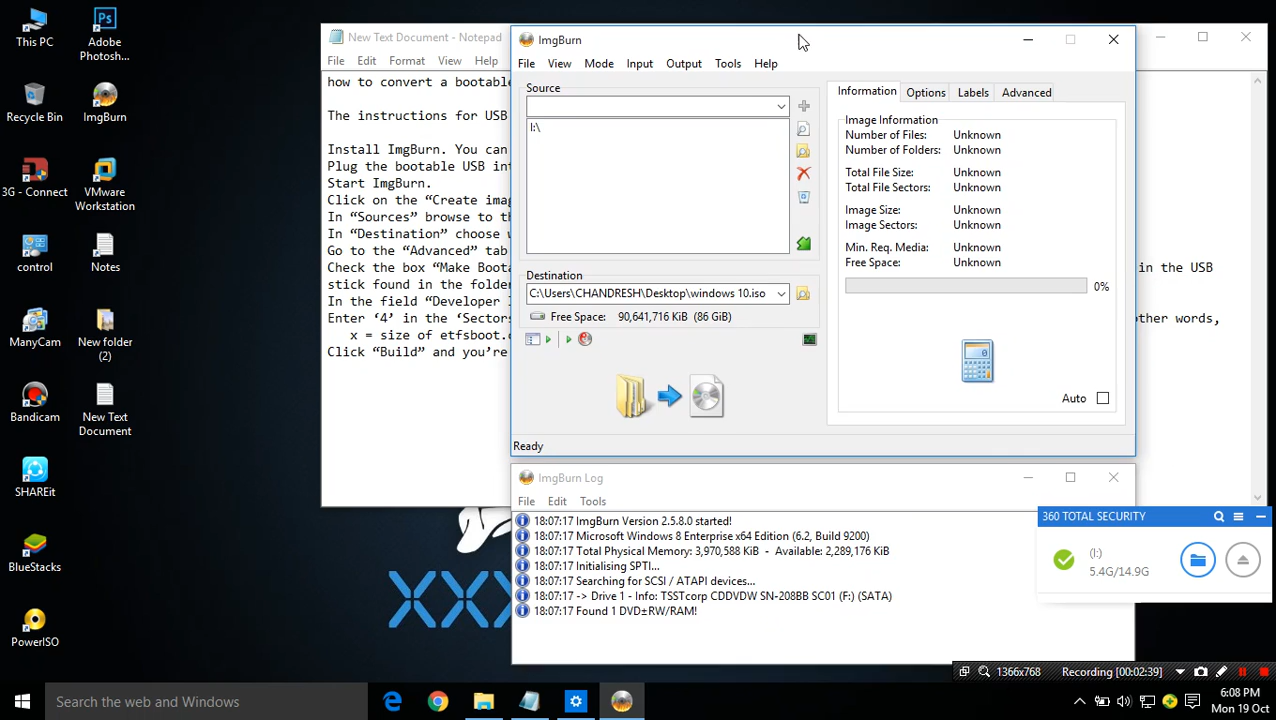 This PC
Adobe
Photosh...
Recycle Bin
ImgBurn
3G - Connect
VMware
Workstation
control
Notes
ManyCam
New folder
(2)
Bandicam
New Text
Document
SHAREit
BlueStacks
PowerISO
New Text Document - Notepad
File Edit Format View Help
how to convert a bootable
The instructions for USB
Install ImgBurn. You can
Plug the bootable USB int
Start ImgBurn.
Click on the “Create imag
In “Sources” browse to th
In “Destination” choose w
Go to the “Advanced” tab
Check the box “Make Boota in the USB
stick found in the folder
In the field “Developer I
Enter ‘4’ in the ‘Sectors other words,
x = size of etfsboot.c
Click “Build” and you’re
ImgBurn
File View Mode Input Output Tools Help
Source
I:\
Destination
C:\Users\CHANDRESH\Desktop\windows 10.iso
Free Space: 90,641,716 KiB (86 GiB)
Ready
Information Options Labels Advanced
Image Information
Number of Files: Unknown
Number of Folders: Unknown
Total File Size: Unknown
Total File Sectors: Unknown
Image Size: Unknown
Image Sectors: Unknown
Min. Req. Media: Unknown
Free Space: Unknown
0%
Auto
ImgBurn Log
File Edit Tools
18:07:17 ImgBurn Version 2.5.8.0 started!
18:07:17 Microsoft Windows 8 Enterprise x64 Edition (6.2, Build 9200)
18:07:17 Total Physical Memory: 3,970,588 KiB - Available: 2,289,176 KiB
18:07:17 Initialising SPTI...
18:07:17 Searching for SCSI / ATAPI devices...
18:07:17 -> Drive 1 - Info: TSSTcorp CDDVDW SN-208BB SC01 (F:) (SATA)
18:07:17 Found 1 DVD±RW/RAM!
360 TOTAL SECURITY
(I:)
5.4G/14.9G
XXX
1366x768 Recording [00:02:39]
Search the web and Windows
6:08 PM
Mon 19 Oct